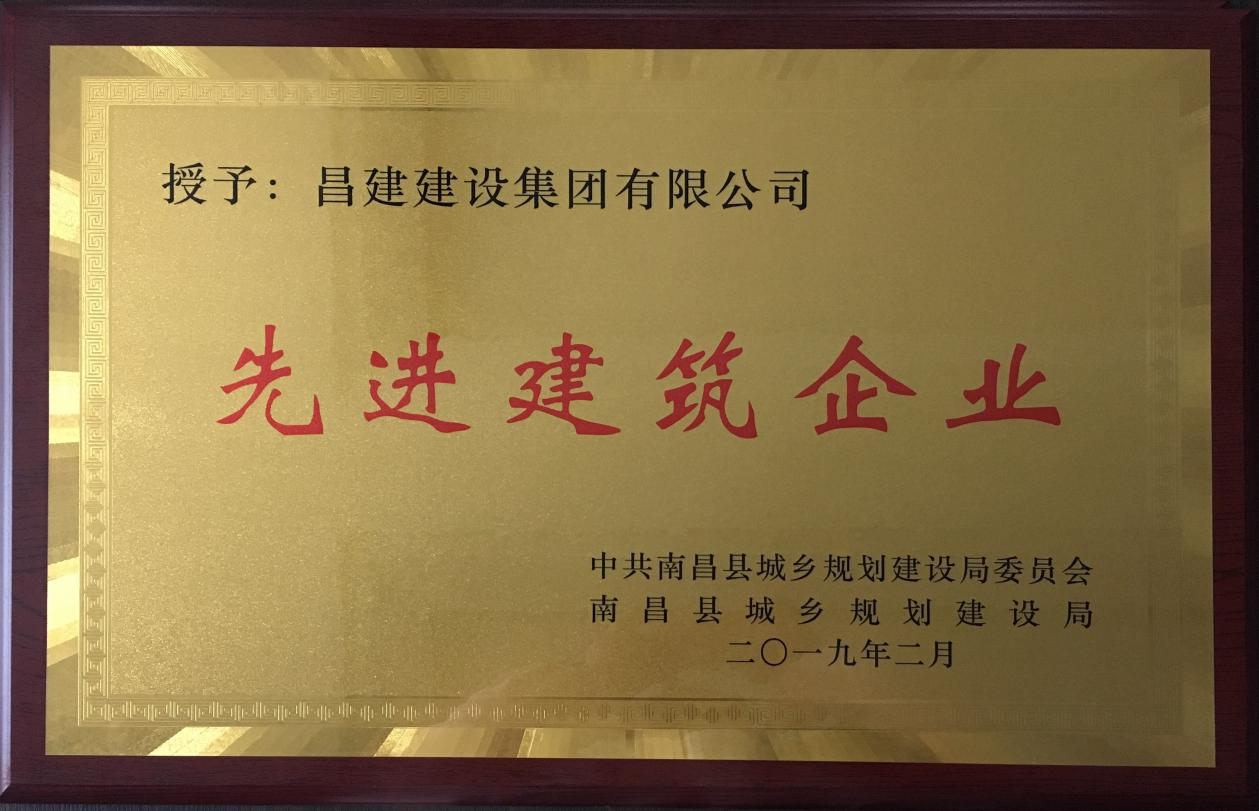 授予：昌建建设集团有限公司
先进建筑企业
中共南昌县城乡规划建设局委员会
南昌县城乡规划建设局
二〇一九年二月